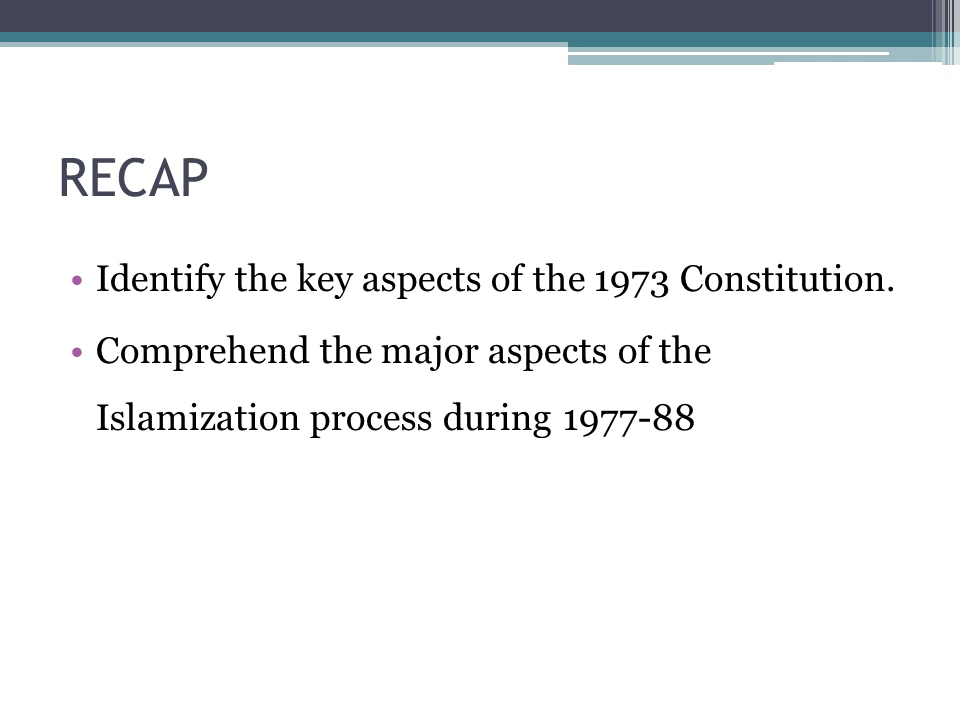 RECAP
• Identify the key aspects of the 1973 Constitution.
• Comprehend the major aspects of the
Islamization process during 1977-88